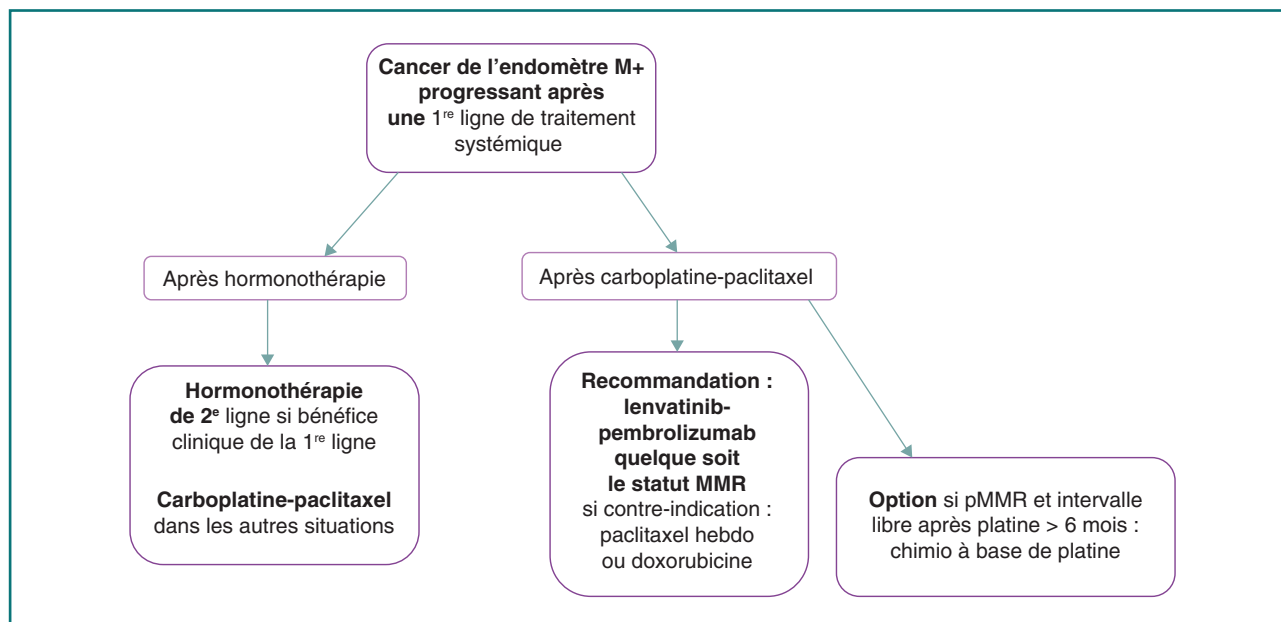 Cancer de l'endomètre M+
progressant après
une 1re ligne de traitement
systémique
Après hormonothérapie
Après carboplatine-paclitaxel
Hormonothérapie
de 2e ligne si bénéfice
clinique de la 1re ligne
Carboplatine-paclitaxel
dans les autres situations
Recommandation :
lenvatinib-
pembrolizumab
quelque soit
le statut MMR
si contre-indication :
paclitaxel hebdo
ou doxorubicine
Option si pMMR et intervalle
libre après platine > 6 mois :
chimio à base de platine